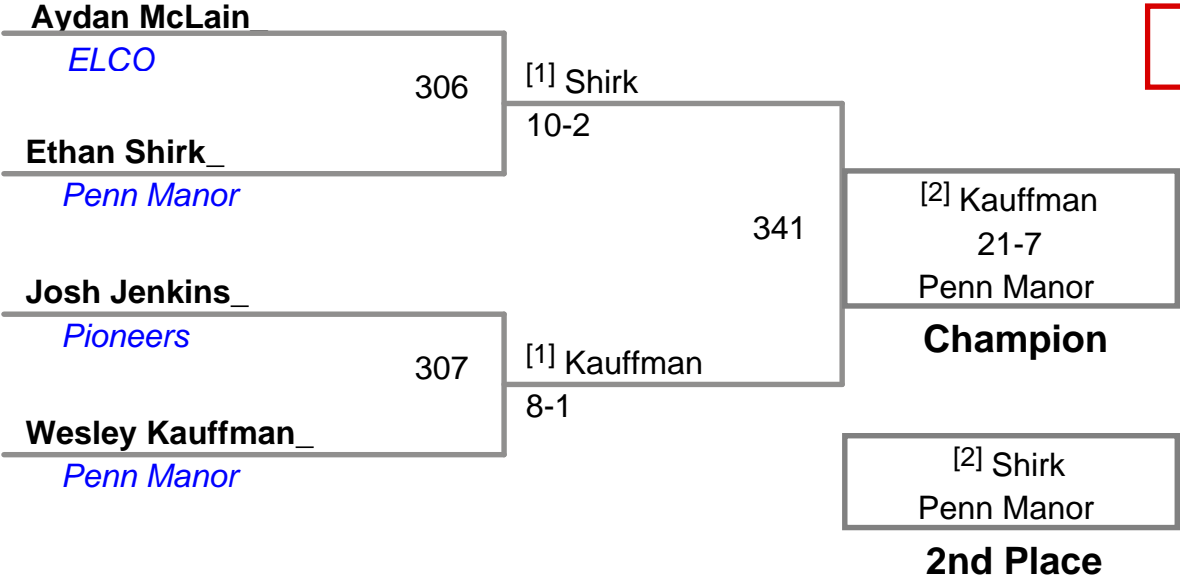 Aydan McLain_
ELCO
306
[1] Shirk
10-2
Ethan Shirk_
Penn Manor
341
[2] Kauffman
21-7
Penn Manor
Champion
Josh Jenkins_
Pioneers
307
[1] Kauffman
8-1
Wesley Kauffman_
Penn Manor
[2] Shirk
Penn Manor
2nd Place